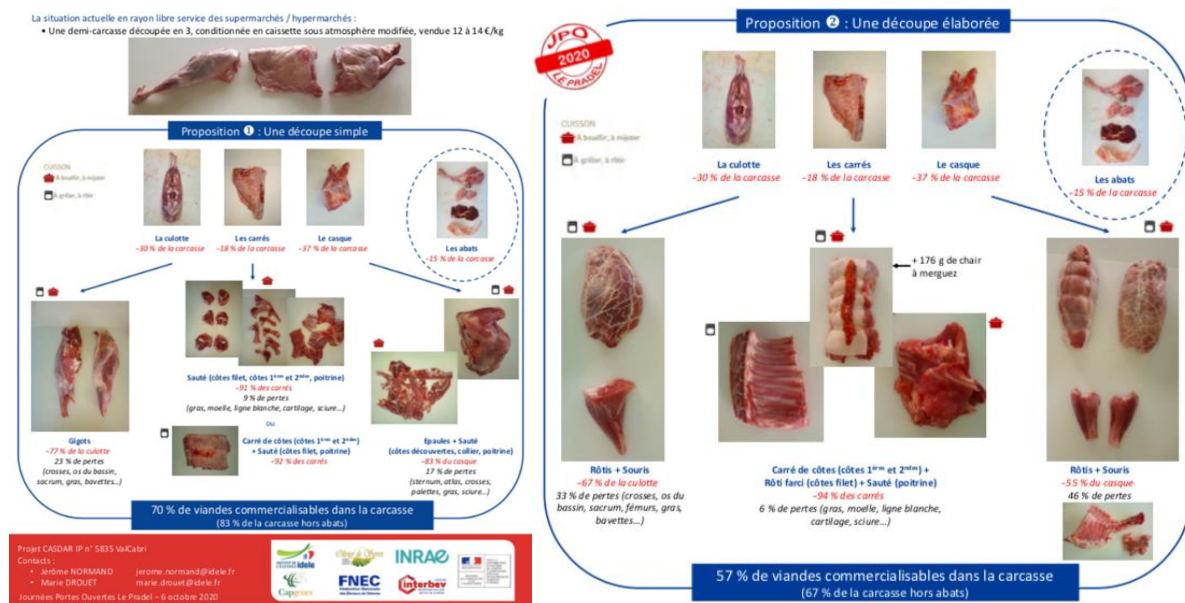 La situation actuelle en rayon libre service des supermarchés / hypermarchés :
• Une demi-carcasse découpée en 3, conditionnée en caissette sous atmosphère modifiée, vendue 12 à 14 €/kg
Proposition ❶ : Une découpe simple
CUISSON
À bouillir, à mijoter
À griller, à rôtir
La culotte
~30 % de la carcasse
Les carrés
~18 % de la carcasse
Le casque
~37 % de la carcasse
Les abats
~15 % de la carcasse
Gigots
~77 % de la culotte
23 % de pertes
(crosses, os du bassin,
sacrum, gras, bavettes...)
Sauté (côtes filet, côtes 1ères et 2ndes, poitrine)
~91 % des carrés
9 % de pertes
(gras, moelle, ligne blanche, cartilage, sciure...)
ou
Carré de côtes (côtes 1ères et 2ndes)
+ Sauté (côtes filet, poitrine)
~92 % des carrés
Epaules + Sauté
(côtes découvertes, collier, poitrine)
~83 % du casque
17 % de pertes
(sternum, atlas, crosses,
palettes, gras, sciure...)
70 % de viandes commercialisables dans la carcasse
(83 % de la carcasse hors abats)
Projet CASDAR IP n° 5835 ValCabri
Contacts :
• Jérôme NORMAND jerome.normand@idele.fr
• Marie DROUET marie.drouet@idele.fr
Journées Portes Ouvertes Le Pradel – 6 octobre 2020
idele
INRAE
Capgenes
FNEC
interbev
JPO
2020
LE PRADEL
Proposition ❷ : Une découpe élaborée
CUISSON
À bouillir, à mijoter
À griller, à rôtir
La culotte
~30 % de la carcasse
Les carrés
~18 % de la carcasse
Le casque
~37 % de la carcasse
Les abats
~15 % de la carcasse
+ 176 g de chair
à merguez
Rôtis + Souris
~67 % de la culotte
33 % de pertes (crosses, os du
bassin, sacrum, fémurs, gras,
bavettes...)
Carré de côtes (côtes 1ères et 2ndes) +
Rôti farci (côtes filet) + Sauté (poitrine)
~94 % des carrés
6 % de pertes (gras, moelle, ligne blanche,
cartilage, sciure...)
Rôtis + Souris
~55 % du casque
46 % de pertes
57 % de viandes commercialisables dans la carcasse
(67 % de la carcasse hors abats)